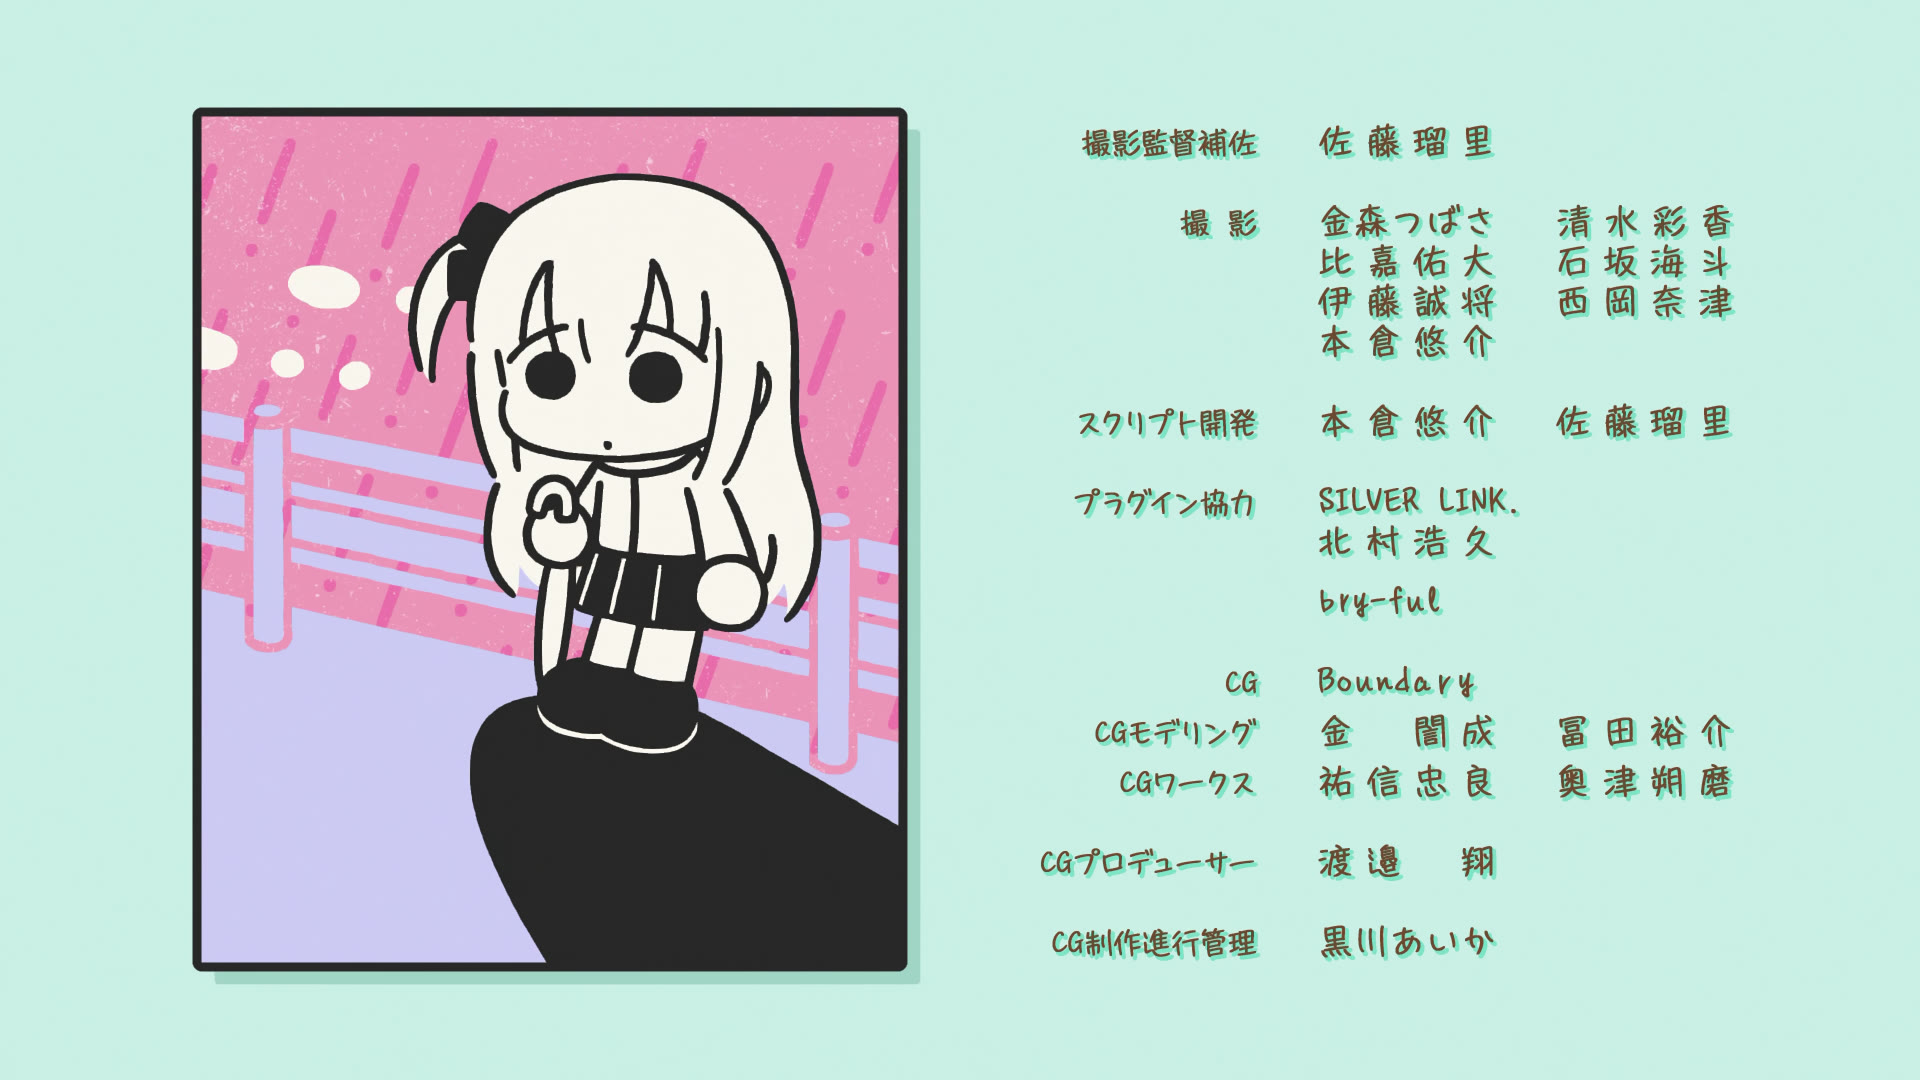 撮影監督補佐 佐藤瑠里
撮影 金森つばさ 清水彩香
比嘉佑大 石坂海斗
伊藤誠将 西岡奈津
本倉悠介
スクリプト開発 本倉悠介 佐藤瑠里
プラグイン協力 SILVER LINK.
北村浩久
bry-ful
CG Boundary
CGモデリング 金 誾成 冨田裕介
CGワークス 祐信忠良 奥津朔磨
CGプロデューサー 渡邉 翔
CG制作進行管理 黒川あいか